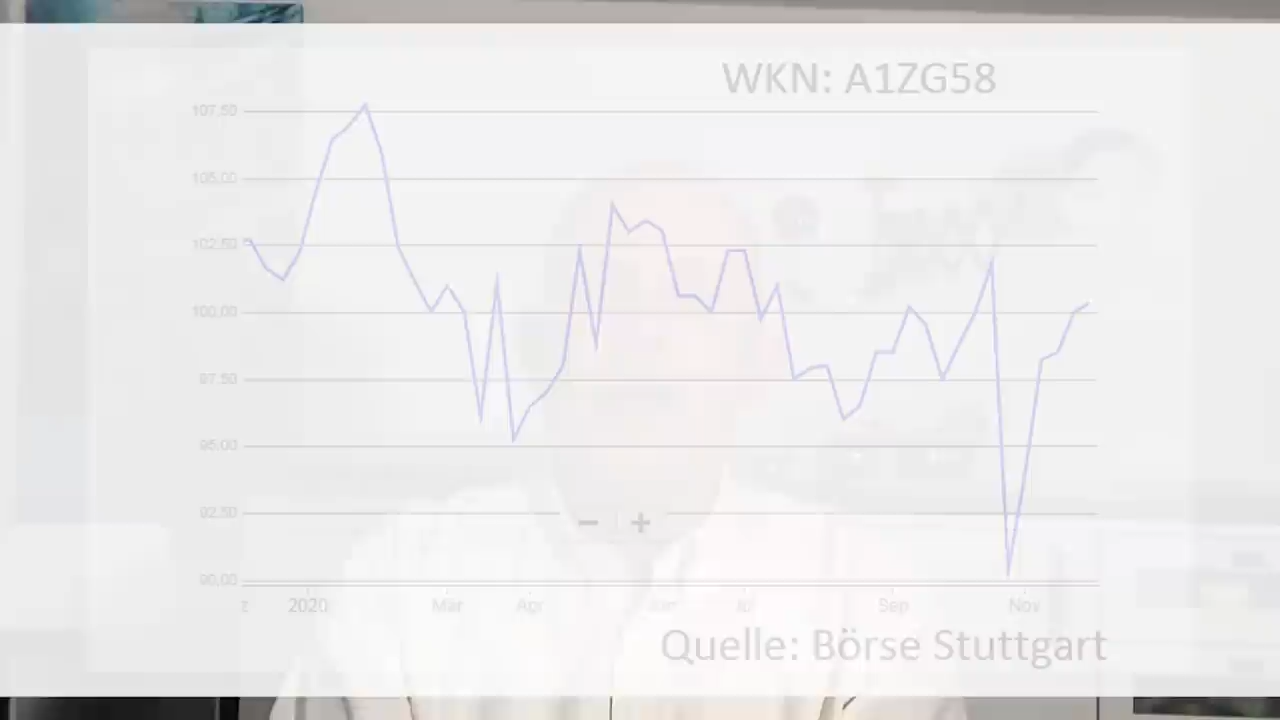 WKN: A1ZG58
107,50
105,00
102,50
100,00
97,50
95,00
92,50
90,00
2020 Mär Apr Jul Sep Nov
Quelle: Börse Stuttgart